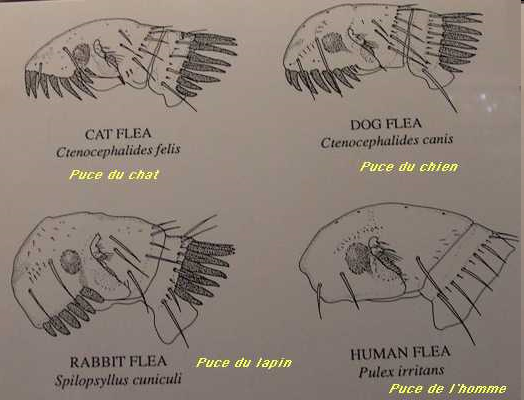 CAT FLEA
Ctenocephalides felis
Puce du chat
DOG FLEA
Ctenocephalides canis
Puce du chien
RABBIT FLEA
Spilopsyllus cuniculi
Puce du lapin
HUMAN FLEA
Pulex irritans
Puce de l'homme